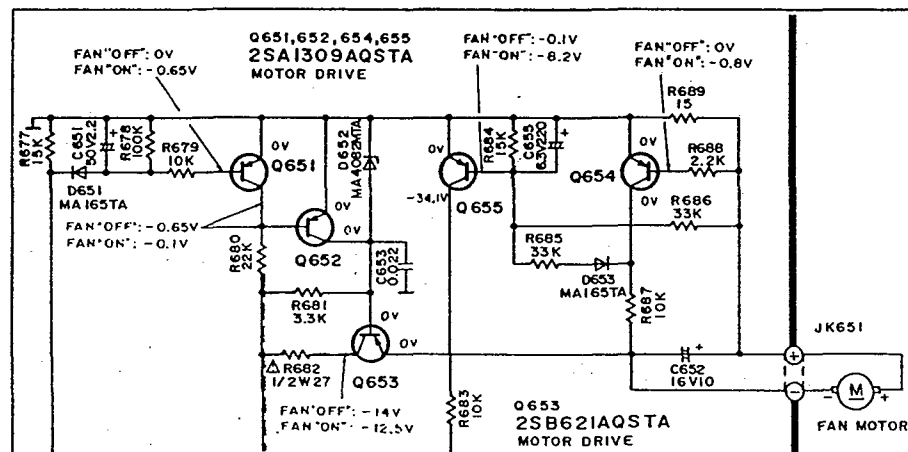 Q651,652,654,655
2SA1309AQSTA
MOTOR DRIVE
FAN"OFF": 0V
FAN"ON": -0.65V
FAN"OFF": -0.1V
FAN"ON": -8.2V
FAN"OFF": 0V
FAN"ON": -0.8V
R677
15K
C651
50V2.2
R678
100K
R679
10K
D651
MA165TA
0V
Q651
D652
MA4082MTA
0V
R684
15K
C655
6.3V220
0V
Q655
-34.1V
R689
15
0V
Q654
R688
2.2K
0V
R686
33K
FAN"OFF": -0.65V
FAN"ON": -0.1V
0V
Q652
R680
22K
C653
0.022
R681
3.3K
R685
33K
D653
MA165TA
R687
10K
0V
0V
Q653
R682
1/2W27
FAN"OFF": -14V
FAN"ON": -12.5V
R683
10K
C652
16V10
+
JK651
+
-
-
M
+
FAN MOTOR
Q653
2SB621AQSTA
MOTOR DRIVE